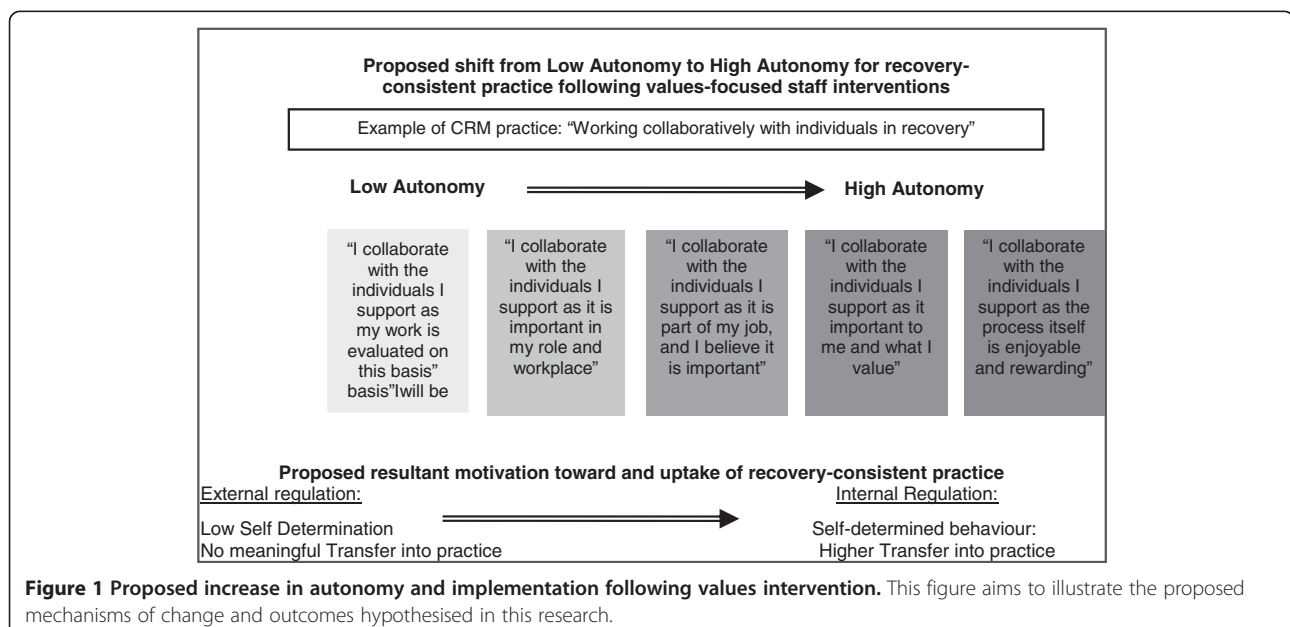 Proposed shift from Low Autonomy to High Autonomy for recovery-
consistent practice following values-focused staff interventions
Example of CRM practice: “Working collaboratively with individuals in recovery”
Low Autonomy
High Autonomy
“I collaborate
with the
individuals I
support as
my work is
evaluated on
this basis”
basis”Iwill be
“I collaborate
with the
individuals I
support as it is
important in
my role and
workplace”
“I collaborate
with the
individuals I
support as it is
part of my job,
and I believe it
is important”
“I collaborate
with the
individuals I
support as it
important to
me and what I
value”
“I collaborate
with the
individuals I
support as the
process itself
is enjoyable
and rewarding”
Proposed resultant motivation toward and uptake of recovery-consistent practice
External regulation:
Low Self Determination
No meaningful Transfer into practice
Internal Regulation:
Self-determined behaviour:
Higher Transfer into practice
Figure 1 Proposed increase in autonomy and implementation following values intervention. This figure aims to illustrate the proposed
mechanisms of change and outcomes hypothesised in this research.